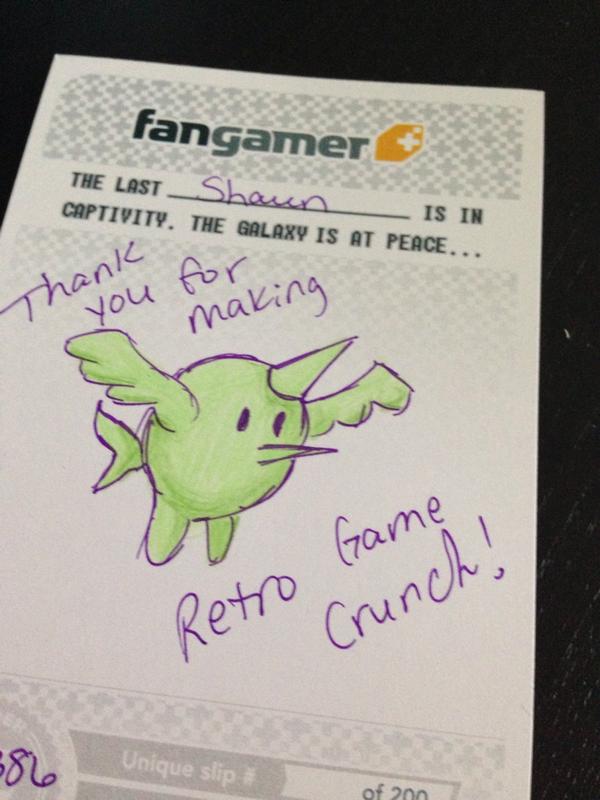 fangamer
THE LAST Shaun IS IN
CAPTIVITY. THE GALAXY IS AT PEACE...
Thank
you for
making
Retro Game
Crunch!
Unique slip #
of 200